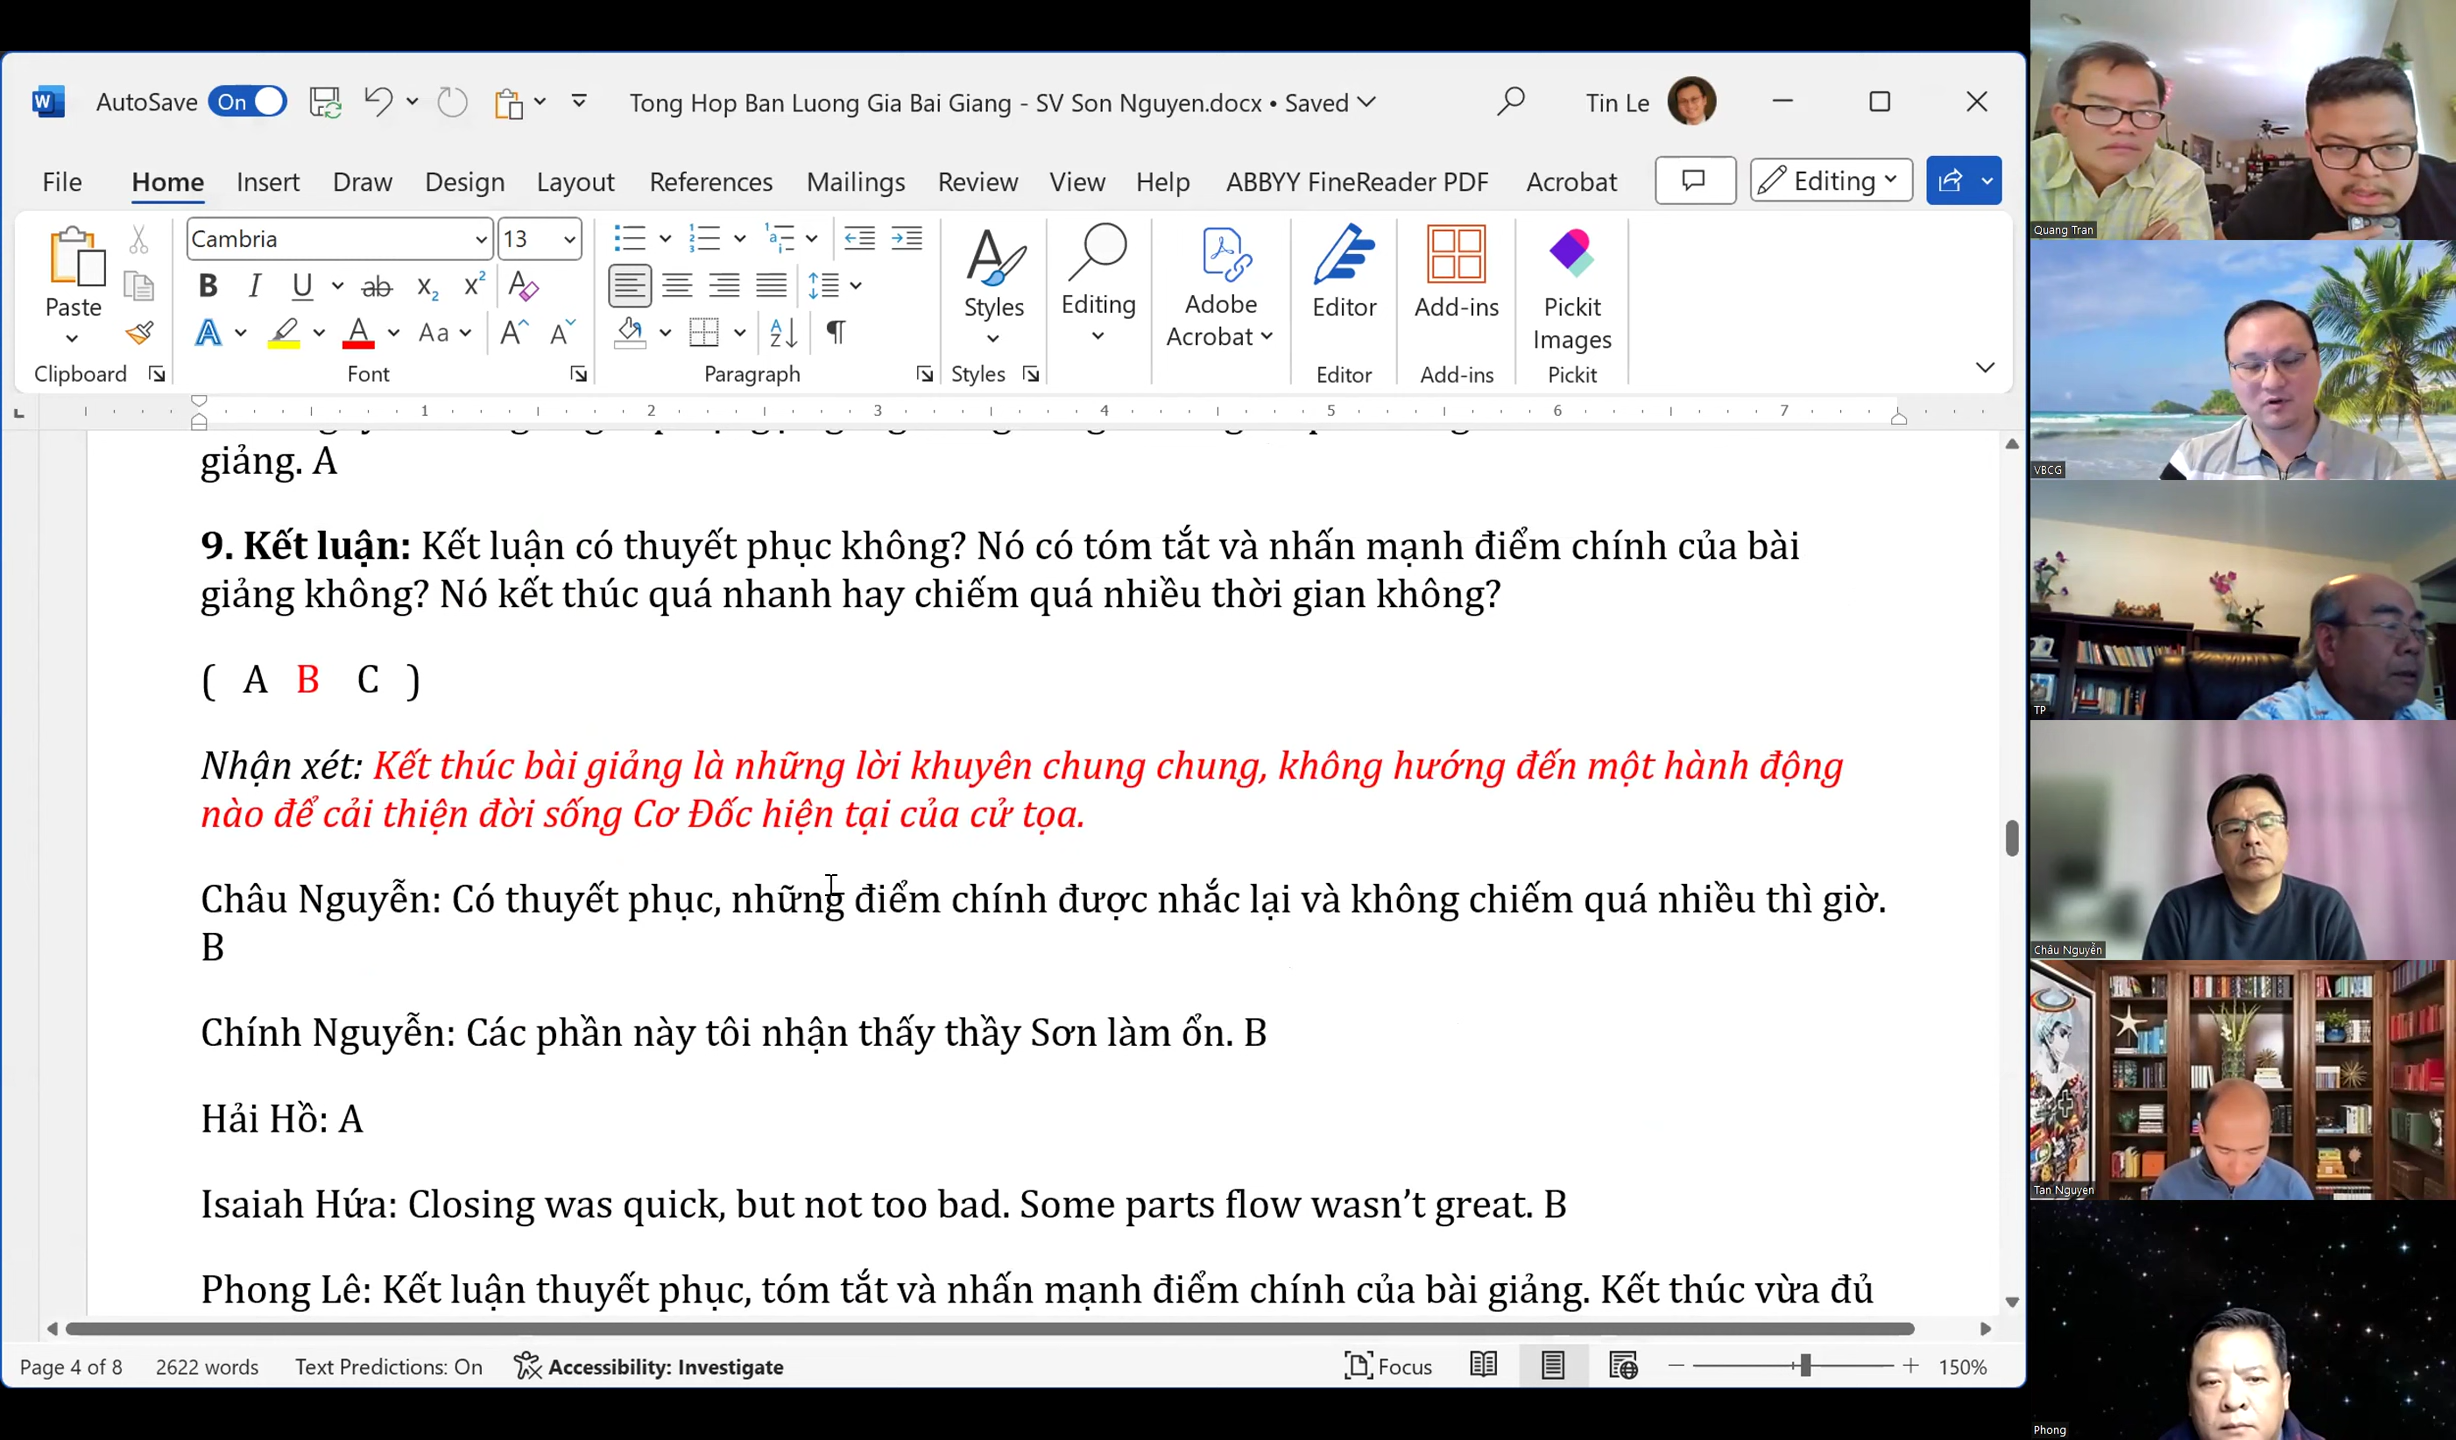 AutoSave On Tong Hop Ban Luong Gia Bai Giang - SV Son Nguyen.docx • Saved Tin Le
File Home Insert Draw Design Layout References Mailings Review View Help ABBYY FineReader PDF Acrobat Editing
Cambria 13
Paste
Styles
Editing
Adobe Acrobat
Editor
Add-ins
Pickit Images
Clipboard Font Paragraph Styles Editor Add-ins Pickit
1 2 3 4 5 6 7
giảng. A
9. Kết luận: Kết luận có thuyết phục không? Nó có tóm tắt và nhấn mạnh điểm chính của bài
giảng không? Nó kết thúc quá nhanh hay chiếm quá nhiều thời gian không?
( A B C )
Nhận xét: Kết thúc bài giảng là những lời khuyên chung chung, không hướng đến một hành động
nào để cải thiện đời sống Cơ Đốc hiện tại của cử tọa.
Châu Nguyễn: Có thuyết phục, những điểm chính được nhắc lại và không chiếm quá nhiều thì giờ.
B
Chính Nguyễn: Các phần này tôi nhận thấy thầy Sơn làm ổn. B
Hải Hồ: A
Isaiah Hứa: Closing was quick, but not too bad. Some parts flow wasn’t great. B
Phong Lê: Kết luận thuyết phục, tóm tắt và nhấn mạnh điểm chính của bài giảng. Kết thúc vừa đủ
Page 4 of 8 2622 words Text Predictions: On Accessibility: Investigate Focus 150%
Quang Tran
VBCG
TP
Châu Nguyễn
Tan Nguyen
Phong